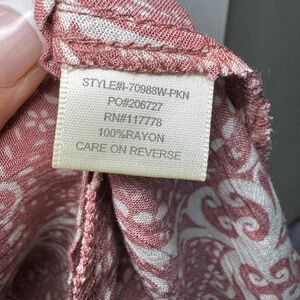 STYLE#I-70988W-PKN
PO#206727
RN#117778
100%RAYON
CARE ON REVERSE